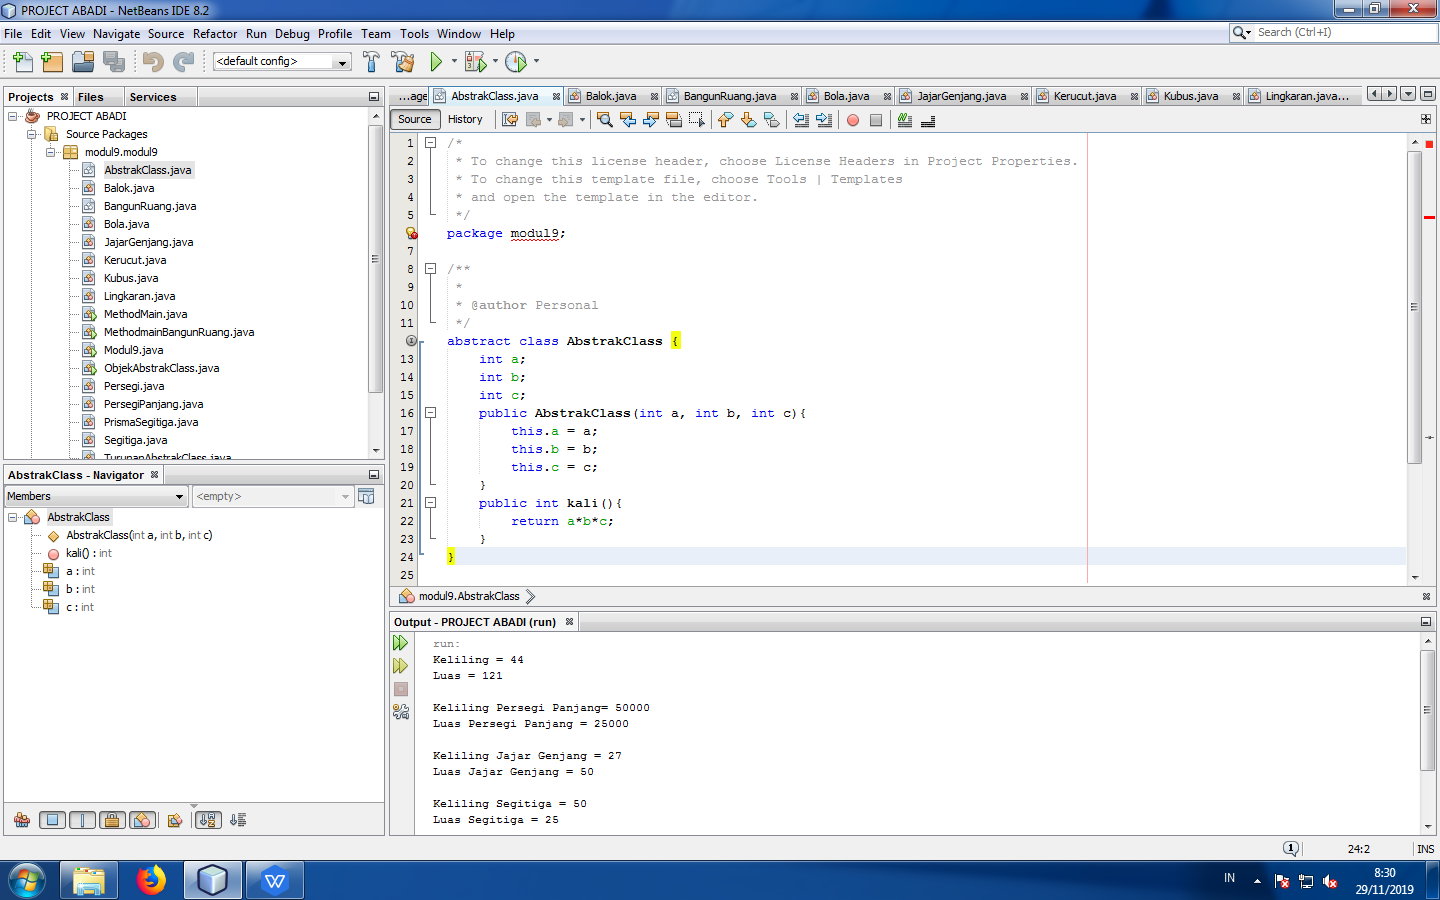 PROJECT ABADI - NetBeans IDE 8.2
File Edit View Navigate Source Refactor Run Debug Profile Team Tools Window Help
Search (Ctrl+I)
<default config>
Projects Files Services
PROJECT ABADI
Source Packages
modul9.modul9
AbstrakClass.java
Balok.java
BangunRuang.java
Bola.java
JajarGenjang.java
Kerucut.java
Kubus.java
Lingkaran.java
MethodMain.java
MethodmainBangunRuang.java
Modul9.java
ObjekAbstrakClass.java
Persegi.java
PersegiPanjang.java
PrismaSegitiga.java
Segitiga.java
TurunanAbstrakClass.java
AbstrakClass - Navigator
Members <empty>
AbstrakClass
AbstrakClass(int a, int b, int c)
kali() : int
a : int
b : int
c : int
...age AbstrakClass.java Balok.java BangunRuang.java Bola.java JajarGenjang.java Kerucut.java Kubus.java Lingkaran.java...
Source History
1 /*
2 * To change this license header, choose License Headers in Project Properties.
3 * To change this template file, choose Tools | Templates
4 * and open the template in the editor.
5 */
package modul9;
7
8 /**
9 *
10 * @author Personal
11 */
abstract class AbstrakClass {
13 int a;
14 int b;
15 int c;
16 public AbstrakClass(int a, int b, int c){
17 this.a = a;
18 this.b = b;
19 this.c = c;
20 }
21 public int kali(){
22 return a*b*c;
23 }
24 }
25
modul9.AbstrakClass
Output - PROJECT ABADI (run)
run:
Keliling = 44
Luas = 121
Keliling Persegi Panjang= 50000
Luas Persegi Panjang = 25000
Keliling Jajar Genjang = 27
Luas Jajar Genjang = 50
Keliling Segitiga = 50
Luas Segitiga = 25
1 24:2 INS
IN
8:30
29/11/2019